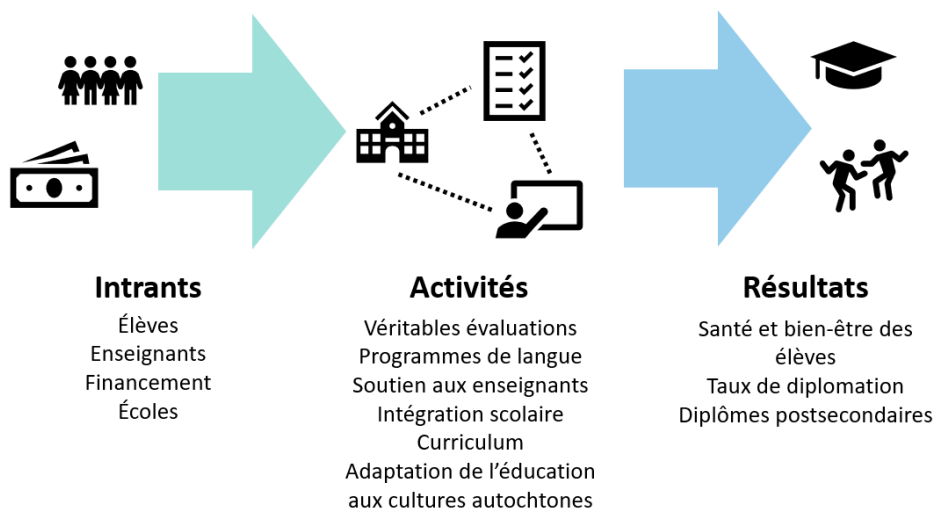 Intrants
Élèves
Enseignants
Financement
Écoles
Activités
Véritables évaluations
Programmes de langue
Soutien aux enseignants
Intégration scolaire
Curriculum
Adaptation de l’éducation
aux cultures autochtones
Résultats
Santé et bien-être des
élèves
Taux de diplomation
Diplômes postsecondaires